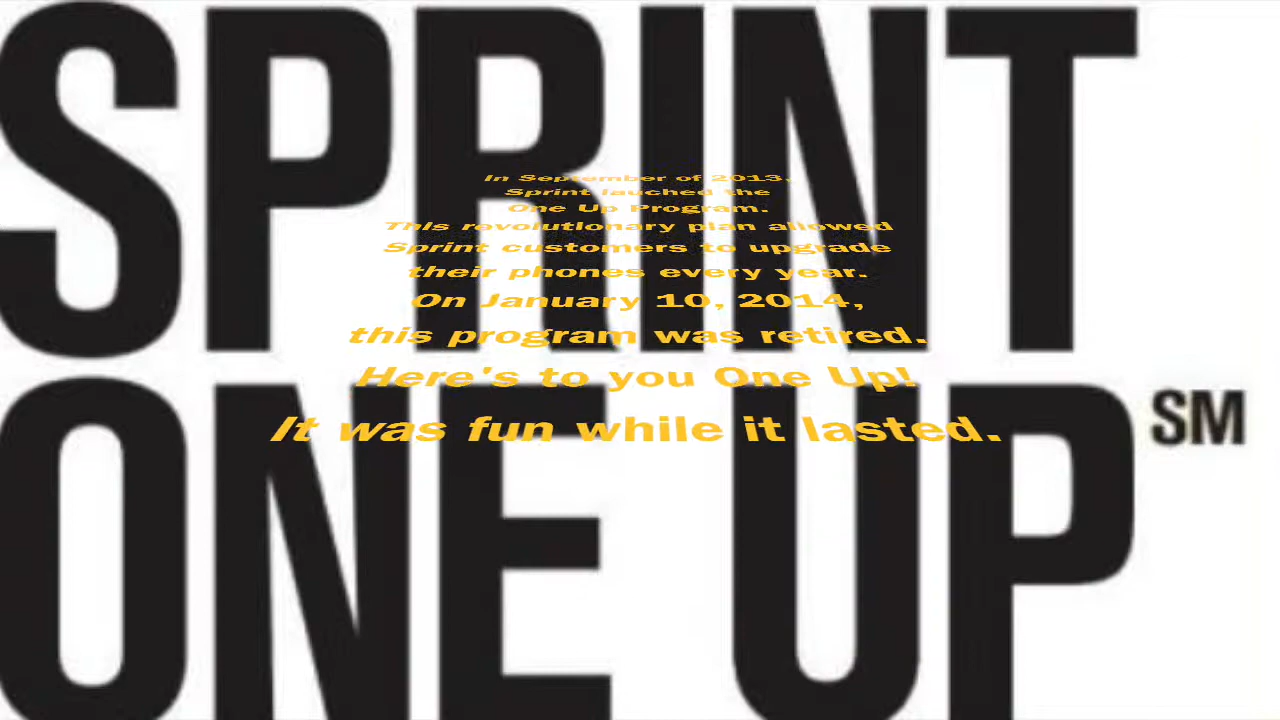 SPRINT
In September of 2013,
Sprint lauched the
One Up Program.
This revolutionary plan allowed
Sprint customers to upgrade
their phones every year.
On January 10, 2014,
this program was retired.
Here's to you One Up!
It was fun while it lasted.
ONE UP SM